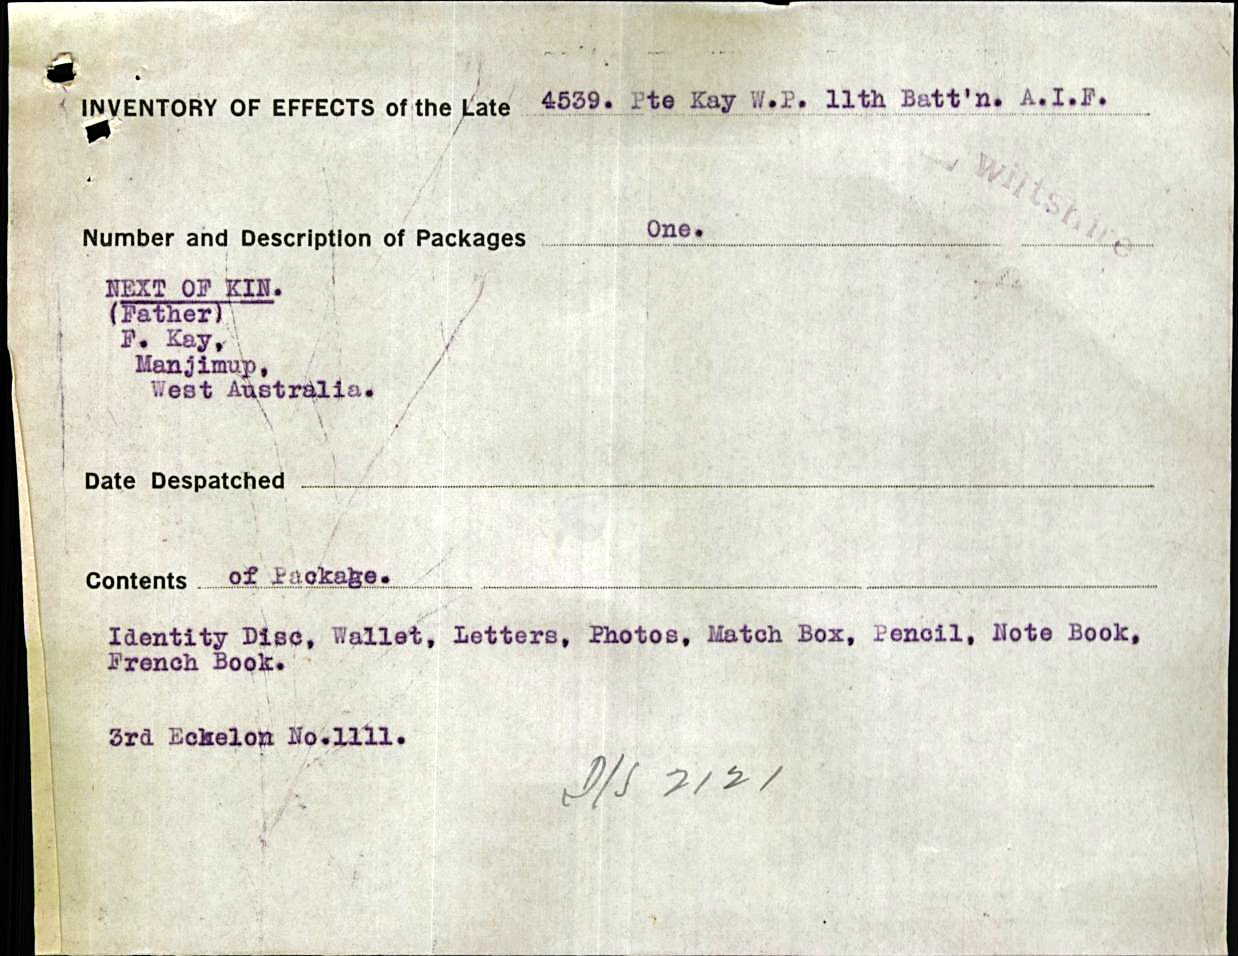 INVENTORY OF EFFECTS of the Late 4539. Pte Kay W.P. 11th Batt'n. A.I.F.
Wiltshire
Number and Description of Packages One.
NEXT OF KIN.
(Father)
F. Kay,
Manjimup,
West Australia.
Date Despatched
Contents of Package.
Identity Disc, Wallet, Letters, Photos, Match Box, Pencil, Note Book,
French Book.
3rd Eckelon No.1111.
D/S 2121